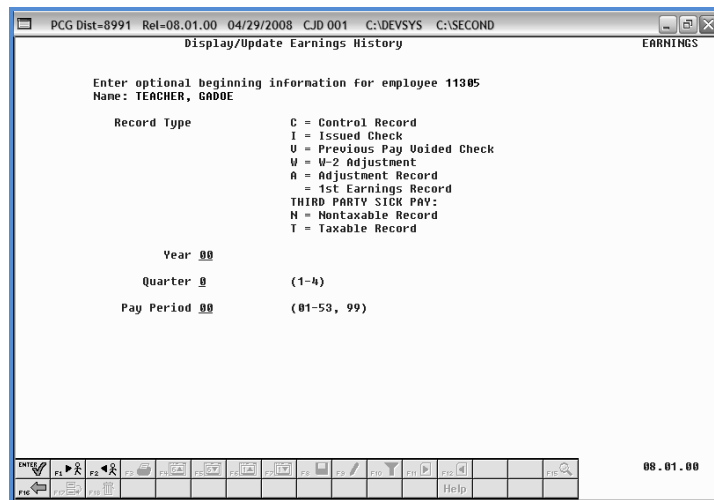 PCG Dist=8991 Rel=08.01.00 04/29/2008 CJD 001 C:\DEVSYS C:\SECOND
Display/Update Earnings History EARNINGS
Enter optional beginning information for employee 11305
Name: TEACHER, GADOE
Record Type C = Control Record
I = Issued Check
V = Previous Pay Voided Check
W = W-2 Adjustment
A = Adjustment Record
= 1st Earnings Record
THIRD PARTY SICK PAY:
N = Nontaxable Record
T = Taxable Record
Year 00
Quarter 0 (1-4)
Pay Period 00 (01-53, 99)
ENTER F1 F2 F3 F4 F5 F6 F7 F8 F9 F10 F11 F12 F15 08.01.00
F16 F17 F18 Help